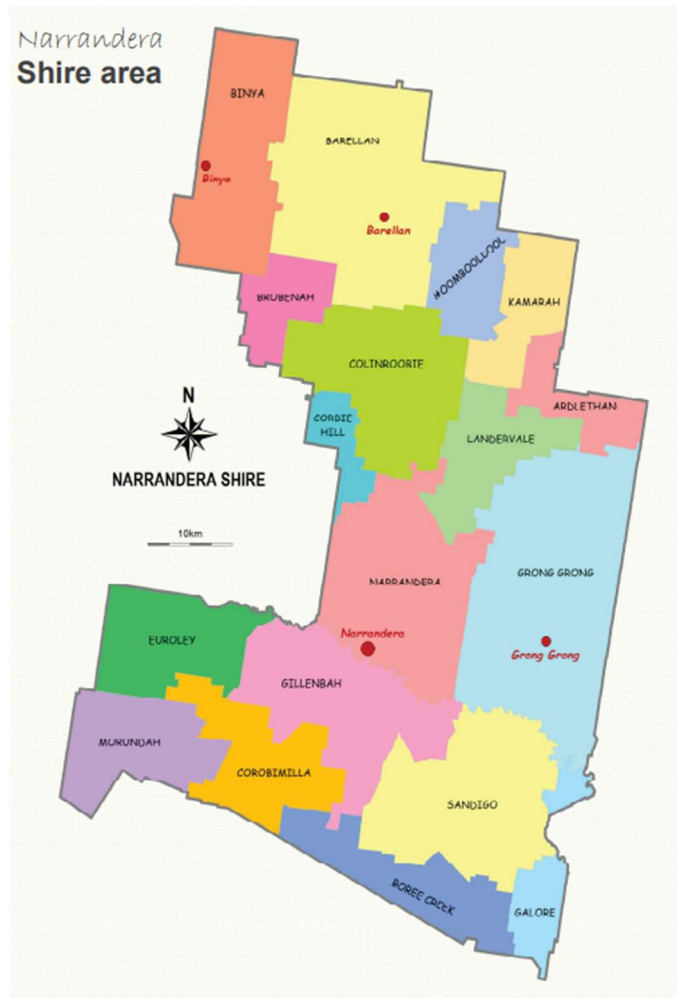 Narrandera
Shire area
BINYA
BARELLAN
Binya
Barellan
MOOMBOOLDOOL
BRUBENAH
KAMARAH
COLINROOBIE
N
CORBIE
HILL
ARDLETHAN
LANDERVALE
NARRANDERA SHIRE
10km
GRONG GRONG
NARRANDERA
EUROLEY
Narrandera
Grong Grong
GILLENBAH
MORUNDAH
COROBIMILLA
SANDIGO
BOREE CREEK
GALORE